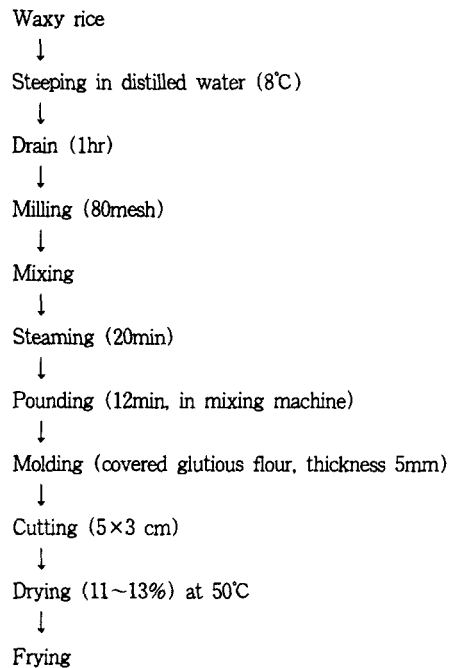 Waxy rice
↓
Steeping in distilled water (8℃)
↓
Drain (1hr)
↓
Milling (80mesh)
↓
Mixing
↓
Steaming (20min)
↓
Pounding (12min, in mixing machine)
↓
Molding (covered glutious flour, thickness 5mm)
↓
Cutting (5×3 cm)
↓
Drying (11~13%) at 50℃
↓
Frying